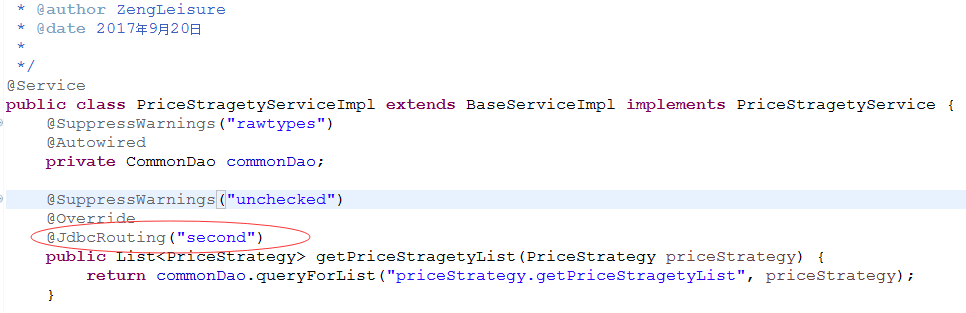 * @author ZengLeisure
* @date 2017年9月20日
*
*/
@Service
public class PriceStragetyServiceImpl extends BaseServiceImpl implements PriceStragetyService {
@SuppressWarnings("rawtypes")
@Autowired
private CommonDao commonDao;
@SuppressWarnings("unchecked")
@Override
@JdbcRouting("second")
public List<PriceStrategy> getPriceStragetyList(PriceStrategy priceStrategy) {
return commonDao.queryForList("priceStrategy.getPriceStragetyList", priceStrategy);
}